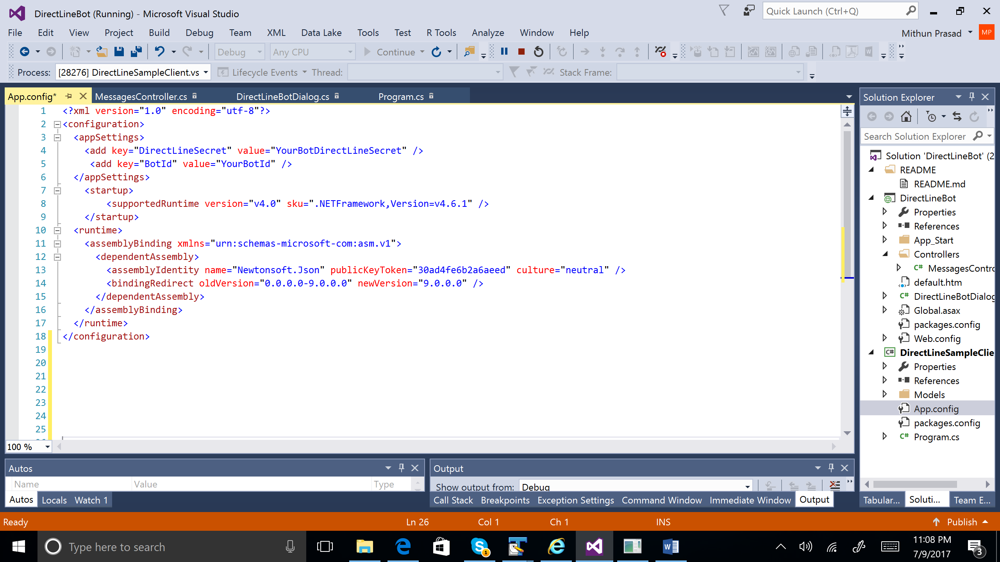 DirectLineBot (Running) - Microsoft Visual Studio
Quick Launch (Ctrl+Q)
File Edit View Project Build Debug Team XML Data Lake Tools Test R Tools Analyze Window Help
Mithun Prasad MP
Debug Any CPU Continue
Process: [28276] DirectLineSampleClient.vs Lifecycle Events Thread: Stack Frame:
App.config* MessagesController.cs DirectLineBotDialog.cs Program.cs
1 <?xml version="1.0" encoding="utf-8"?>
2 <configuration>
3 <appSettings>
4 <add key="DirectLineSecret" value="YourBotDirectLineSecret" />
5 <add key="BotId" value="YourBotId" />
6 </appSettings>
7 <startup>
8 <supportedRuntime version="v4.0" sku=".NETFramework,Version=v4.6.1" />
9 </startup>
10 <runtime>
11 <assemblyBinding xmlns="urn:schemas-microsoft-com:asm.v1">
12 <dependentAssembly>
13 <assemblyIdentity name="Newtonsoft.Json" publicKeyToken="30ad4fe6b2a6aeed" culture="neutral" />
14 <bindingRedirect oldVersion="0.0.0.0-9.0.0.0" newVersion="9.0.0.0" />
15 </dependentAssembly>
16 </assemblyBinding>
17 </runtime>
18 </configuration>
19
20
21
22
23
24
25
100 %
Solution Explorer
Search Solution Explorer
Solution 'DirectLineBot' (2
README
README.md
DirectLineBot
Properties
References
App_Start
Controllers
C# MessagesContro
default.htm
C# DirectLineBotDialog
Global.asax
packages.config
Web.config
C# DirectLineSampleClie
Properties
References
Models
App.config
packages.config
C# Program.cs
Autos
Name Value Type
Autos Locals Watch 1
Output
Show output from: Debug
Call Stack Breakpoints Exception Settings Command Window Immediate Window Output
Tabular... Soluti... Team E...
Ready Ln 26 Col 1 Ch 1 INS Publish
Type here to search
1
11:08 PM
7/9/2017
3